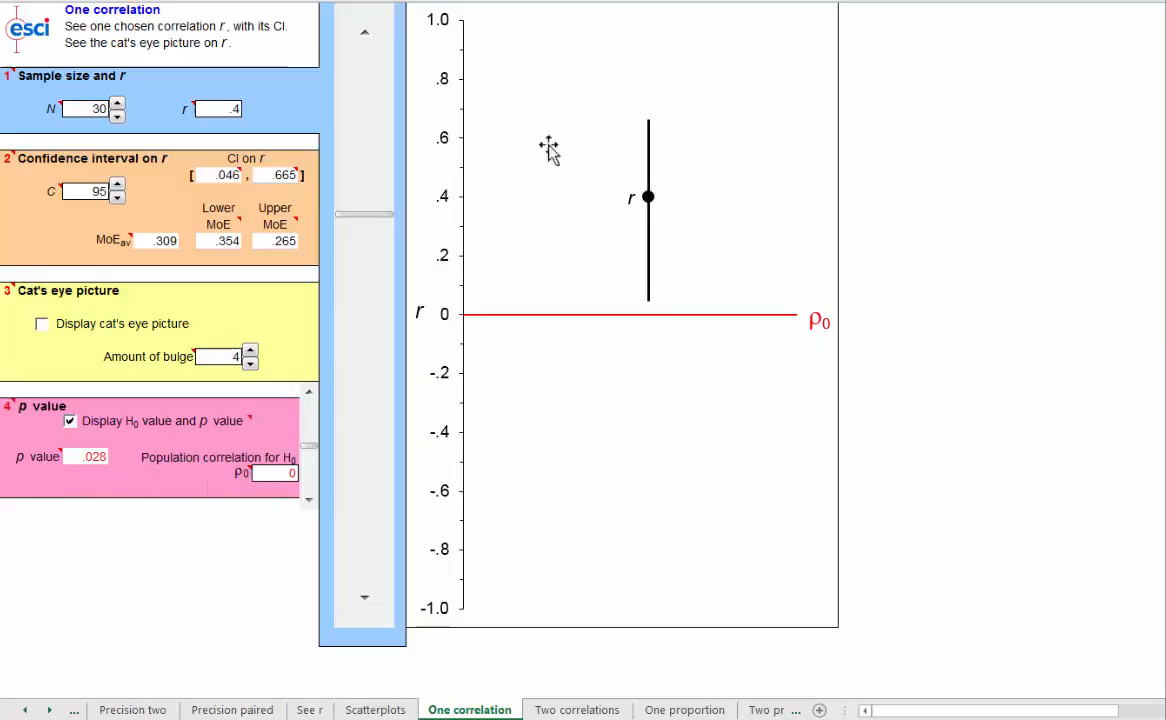 One correlation
esci
See one chosen correlation r, with its CI.
See the cat's eye picture on r.
1 Sample size and r
N 30 r .4
2 Confidence interval on r CI on r
[ .046 , .665 ]
C 95
Lower Upper
MoE MoE
MoEav .309 .354 .265
3 Cat's eye picture
Display cat's eye picture
Amount of bulge 4
4 p value
Display H0 value and p value
p value .028 Population correlation for H0
ρ0 0
1.0
.8
.6
.4
.2
0
-.2
-.4
-.6
-.8
-1.0
r
r
ρ0
... Precision two Precision paired See r Scatterplots One correlation Two correlations One proportion Two pr ...